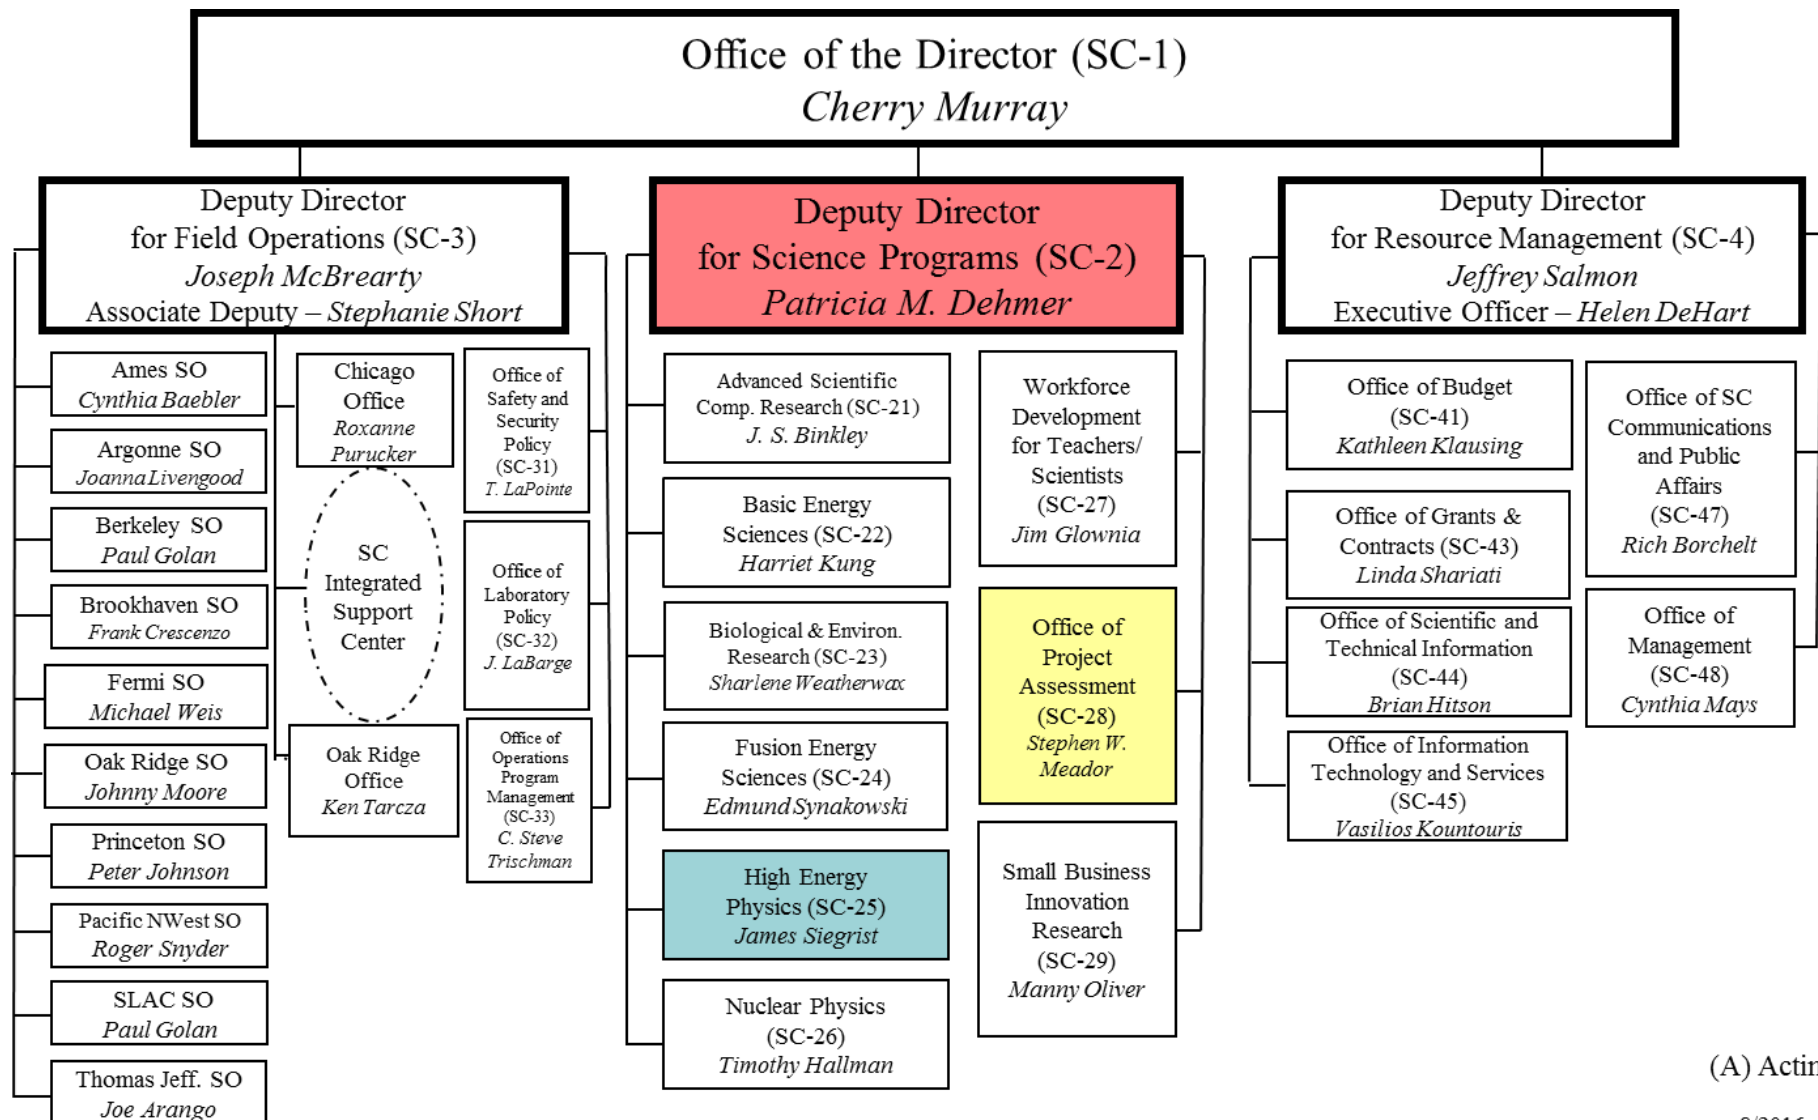 Office of the Director (SC-1)
Cherry Murray
Deputy Director
for Field Operations (SC-3)
Joseph McBrearty
Associate Deputy – Stephanie Short
Deputy Director
for Science Programs (SC-2)
Patricia M. Dehmer
Deputy Director
for Resource Management (SC-4)
Jeffrey Salmon
Executive Officer – Helen DeHart
Ames SO
Cynthia Baebler
Argonne SO
Joanna Livengood
Berkeley SO
Paul Golan
Brookhaven SO
Frank Crescenzo
Fermi SO
Michael Weis
Oak Ridge SO
Johnny Moore
Princeton SO
Peter Johnson
Pacific NWest SO
Roger Snyder
SLAC SO
Paul Golan
Thomas Jeff. SO
Joe Arango
Chicago
Office
Roxanne
Purucker
SC
Integrated
Support
Center
Oak Ridge
Office
Ken Tarcza
Office of
Safety and
Security
Policy
(SC-31)
T. LaPointe
Office of
Laboratory
Policy
(SC-32)
J. LaBarge
Office of
Operations
Program
Management
(SC-33)
C. Steve
Trischman
Advanced Scientific
Comp. Research (SC-21)
J. S. Binkley
Basic Energy
Sciences (SC-22)
Harriet Kung
Biological & Environ.
Research (SC-23)
Sharlene Weatherwax
Fusion Energy
Sciences (SC-24)
Edmund Synakowski
High Energy
Physics (SC-25)
James Siegrist
Nuclear Physics
(SC-26)
Timothy Hallman
Workforce
Development
for Teachers/
Scientists
(SC-27)
Jim Glownia
Office of
Project
Assessment
(SC-28)
Stephen W.
Meador
Small Business
Innovation
Research
(SC-29)
Manny Oliver
Office of Budget
(SC-41)
Kathleen Klausing
Office of Grants &
Contracts (SC-43)
Linda Shariati
Office of Scientific and
Technical Information
(SC-44)
Brian Hitson
Office of Information
Technology and Services
(SC-45)
Vasilios Kountouris
Office of SC
Communications
and Public
Affairs
(SC-47)
Rich Borchelt
Office of
Management
(SC-48)
Cynthia Mays
(A)